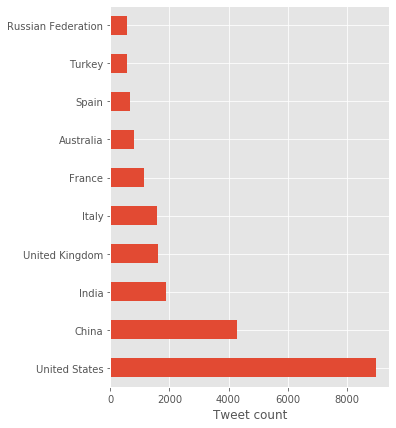 Russian Federation
Turkey
Spain
Australia
France
Italy
United Kingdom
India
China
United States
0 2000 4000 6000 8000
Tweet count